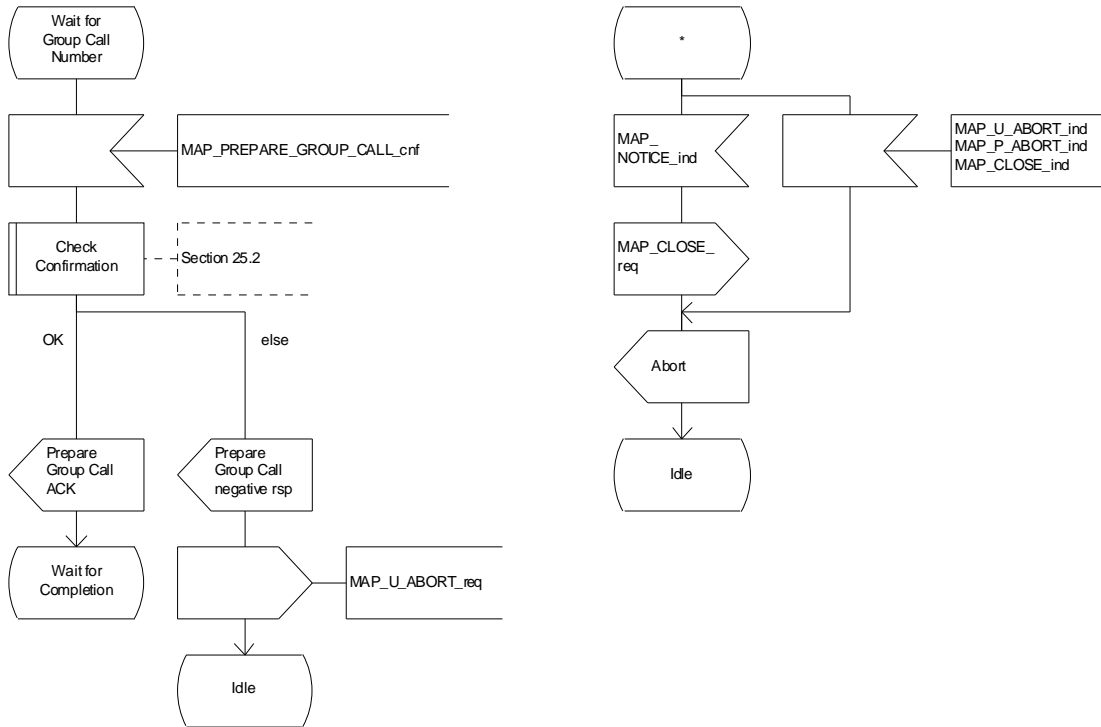 Wait for
Group Call
Number
MAP_PREPARE_GROUP_CALL_cnf
Check
Confirmation
Section 25.2
OK
else
Prepare
Group Call
ACK
Prepare
Group Call
negative rsp
Wait for
Completion
MAP_U_ABORT_req
Idle
*
MAP_
NOTICE_ind
MAP_U_ABORT_ind
MAP_P_ABORT_ind
MAP_CLOSE_ind
MAP_CLOSE_
req
Abort
Idle